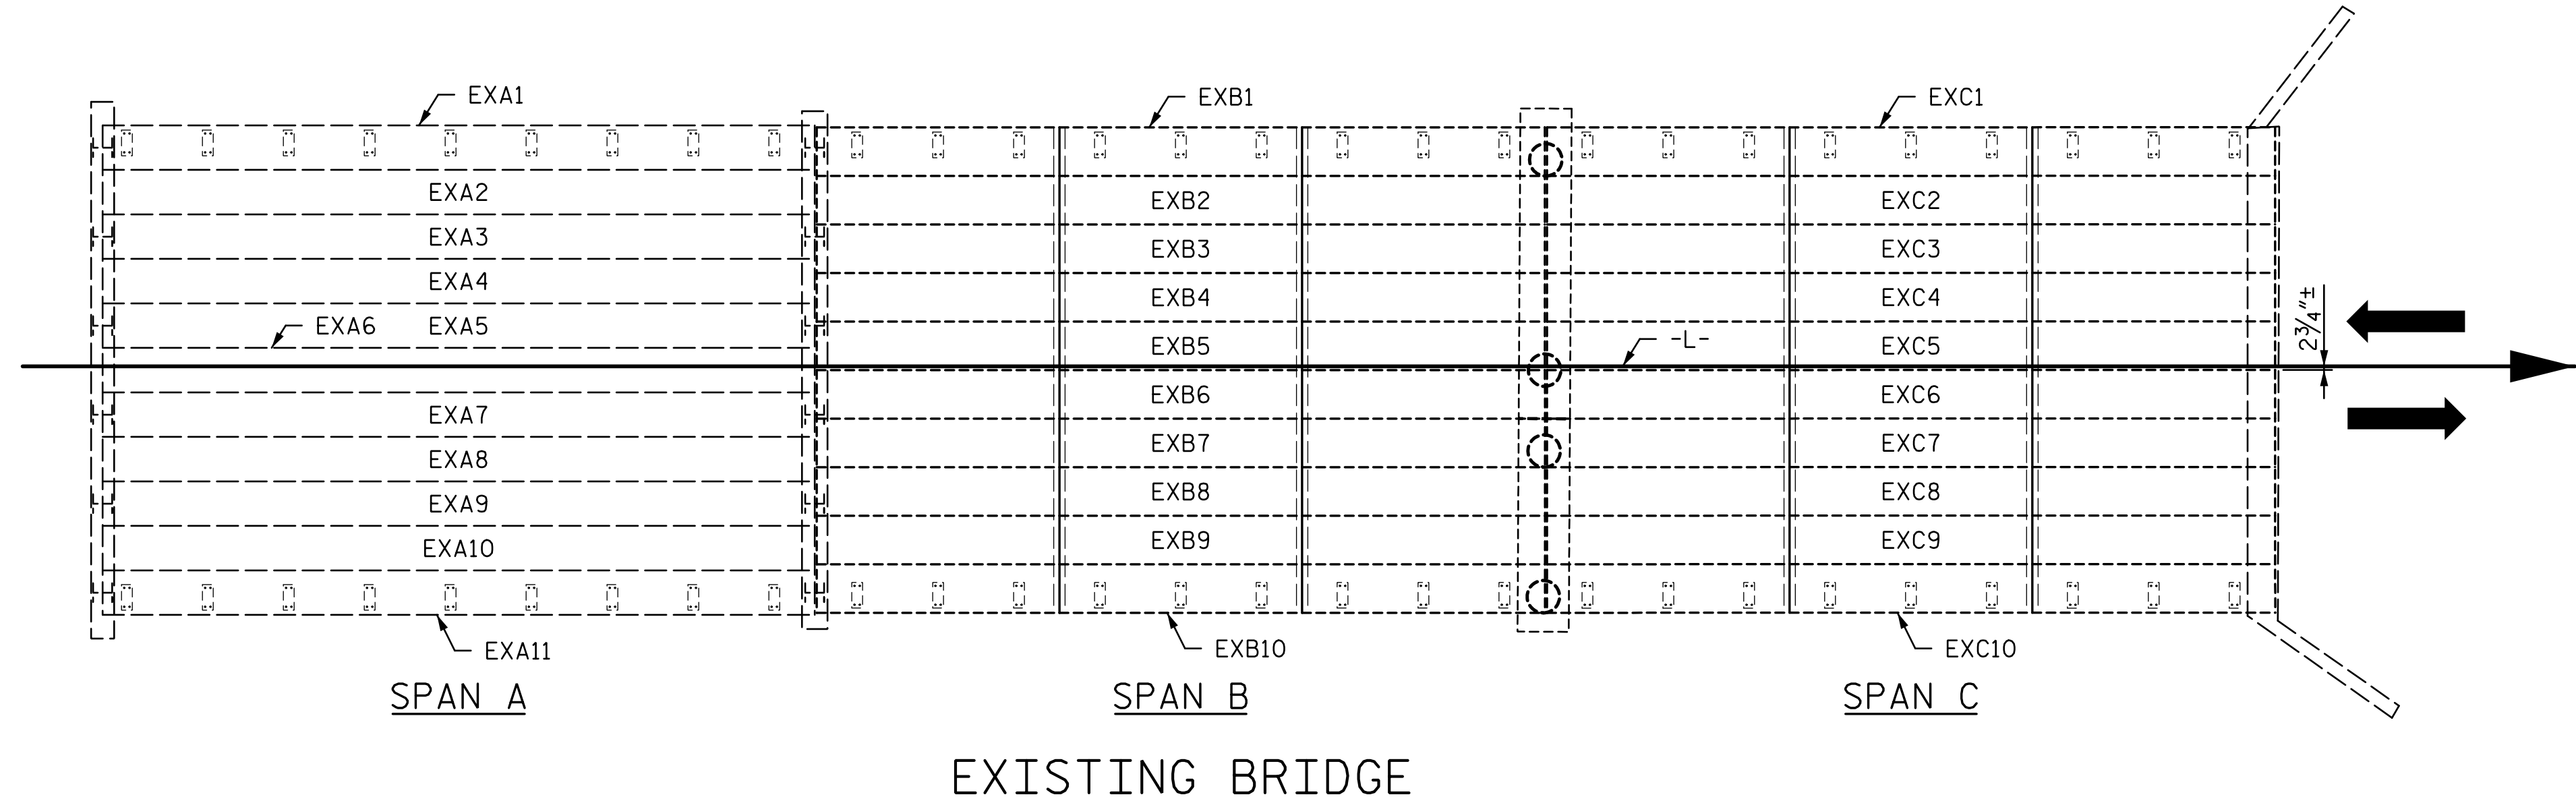 EXA1
EXB1
EXC1
EXA2
EXB2
EXC2
EXA3
EXB3
EXC3
EXA4
EXB4
EXC4
EXA6
EXA5
EXB5
-L-
EXC5
2¾"±
EXB6
EXC6
EXA7
EXB7
EXC7
EXA8
EXB8
EXC8
EXA9
EXB9
EXC9
EXA10
EXA11
EXB10
EXC10
SPAN A
SPAN B
SPAN C
EXISTING BRIDGE